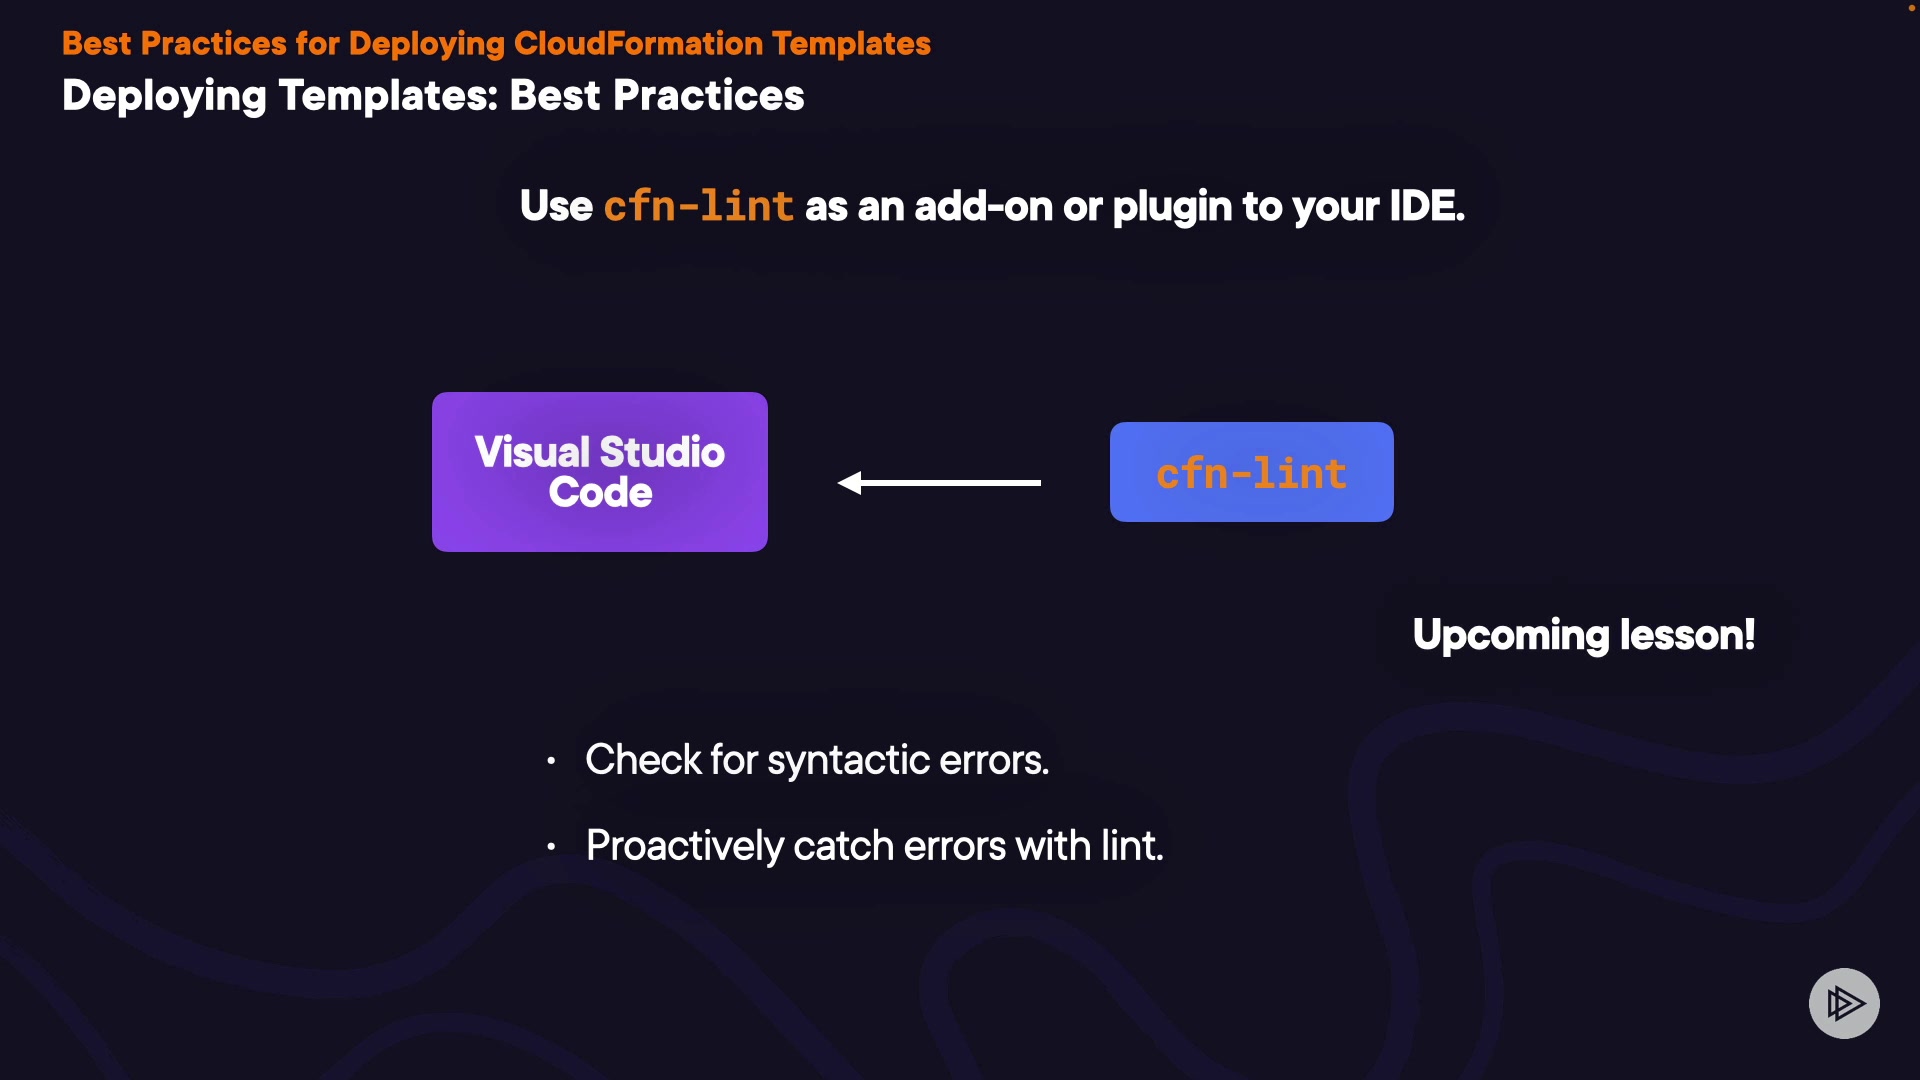 Best Practices for Deploying CloudFormation Templates
Deploying Templates: Best Practices
Use cfn-lint as an add-on or plugin to your IDE.
Visual Studio
Code
cfn-lint
Upcoming lesson!
• Check for syntactic errors.
• Proactively catch errors with lint.